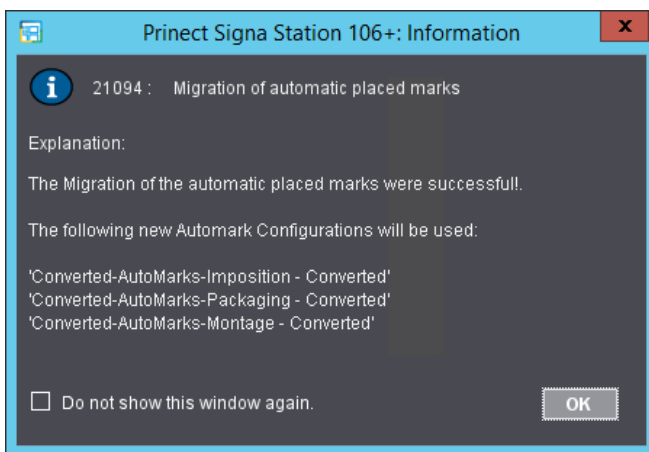 Prinect Signa Station 106+: Information
X
i
21094 : Migration of automatic placed marks
Explanation:
The Migration of the automatic placed marks were successful!.
The following new Automark Configurations will be used:
'Converted-AutoMarks-Imposition - Converted'
'Converted-AutoMarks-Packaging - Converted'
'Converted-AutoMarks-Montage - Converted'
Do not show this window again.
OK